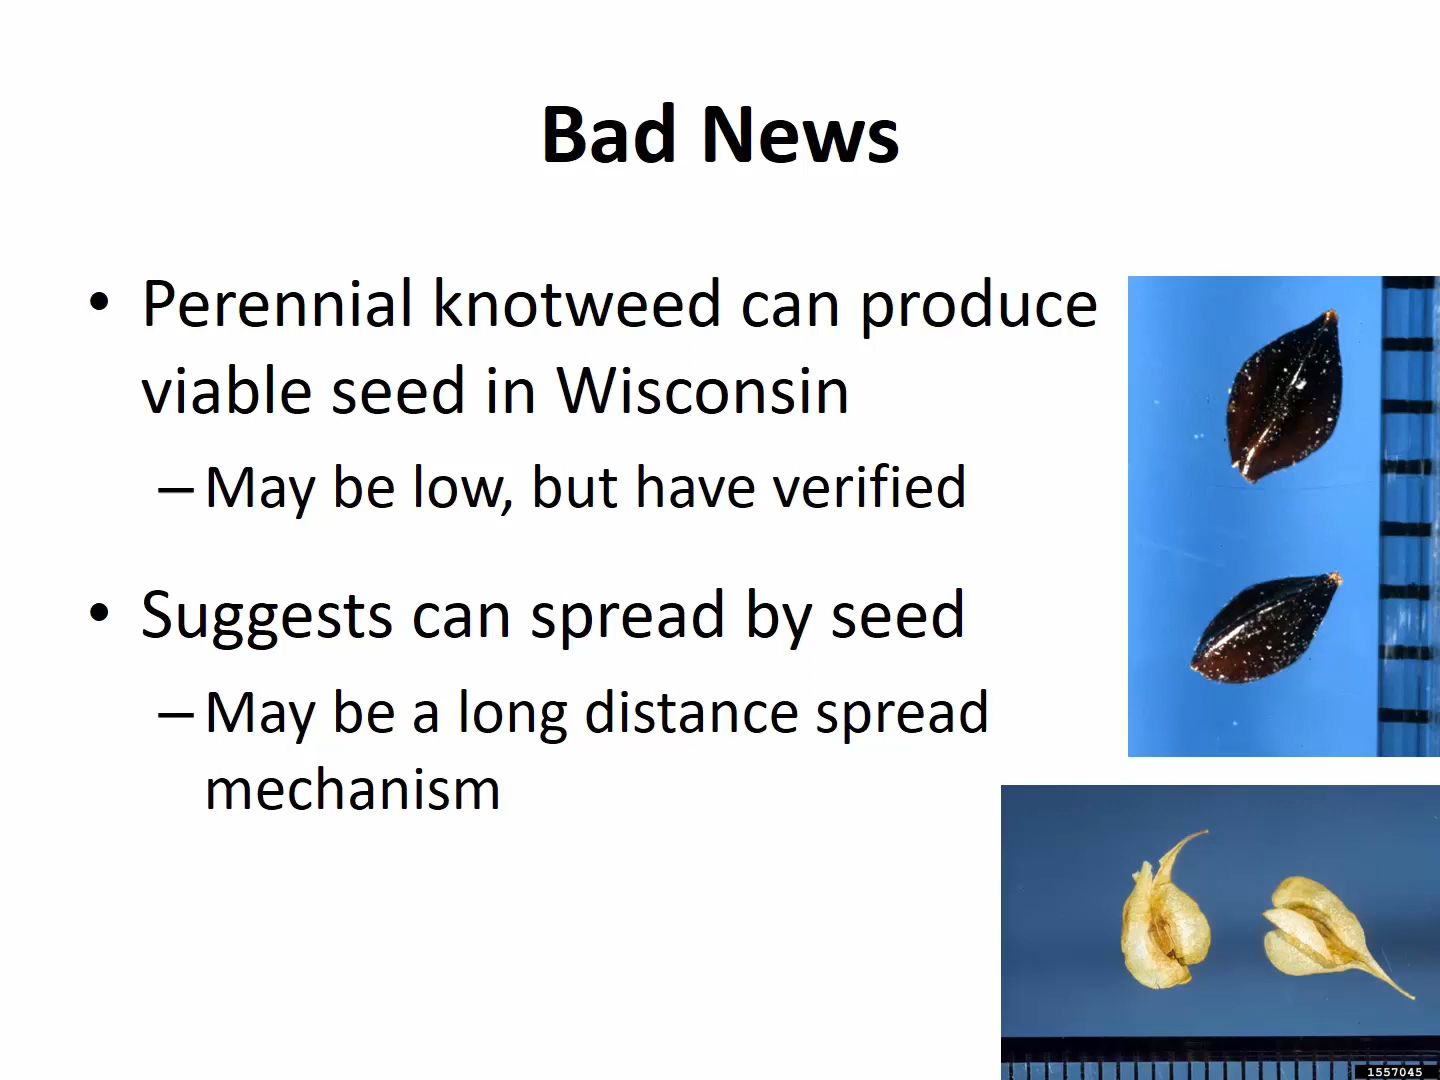 Bad News
• Perennial knotweed can produce
viable seed in Wisconsin
– May be low, but have verified
• Suggests can spread by seed
– May be a long distance spread
mechanism
1557045